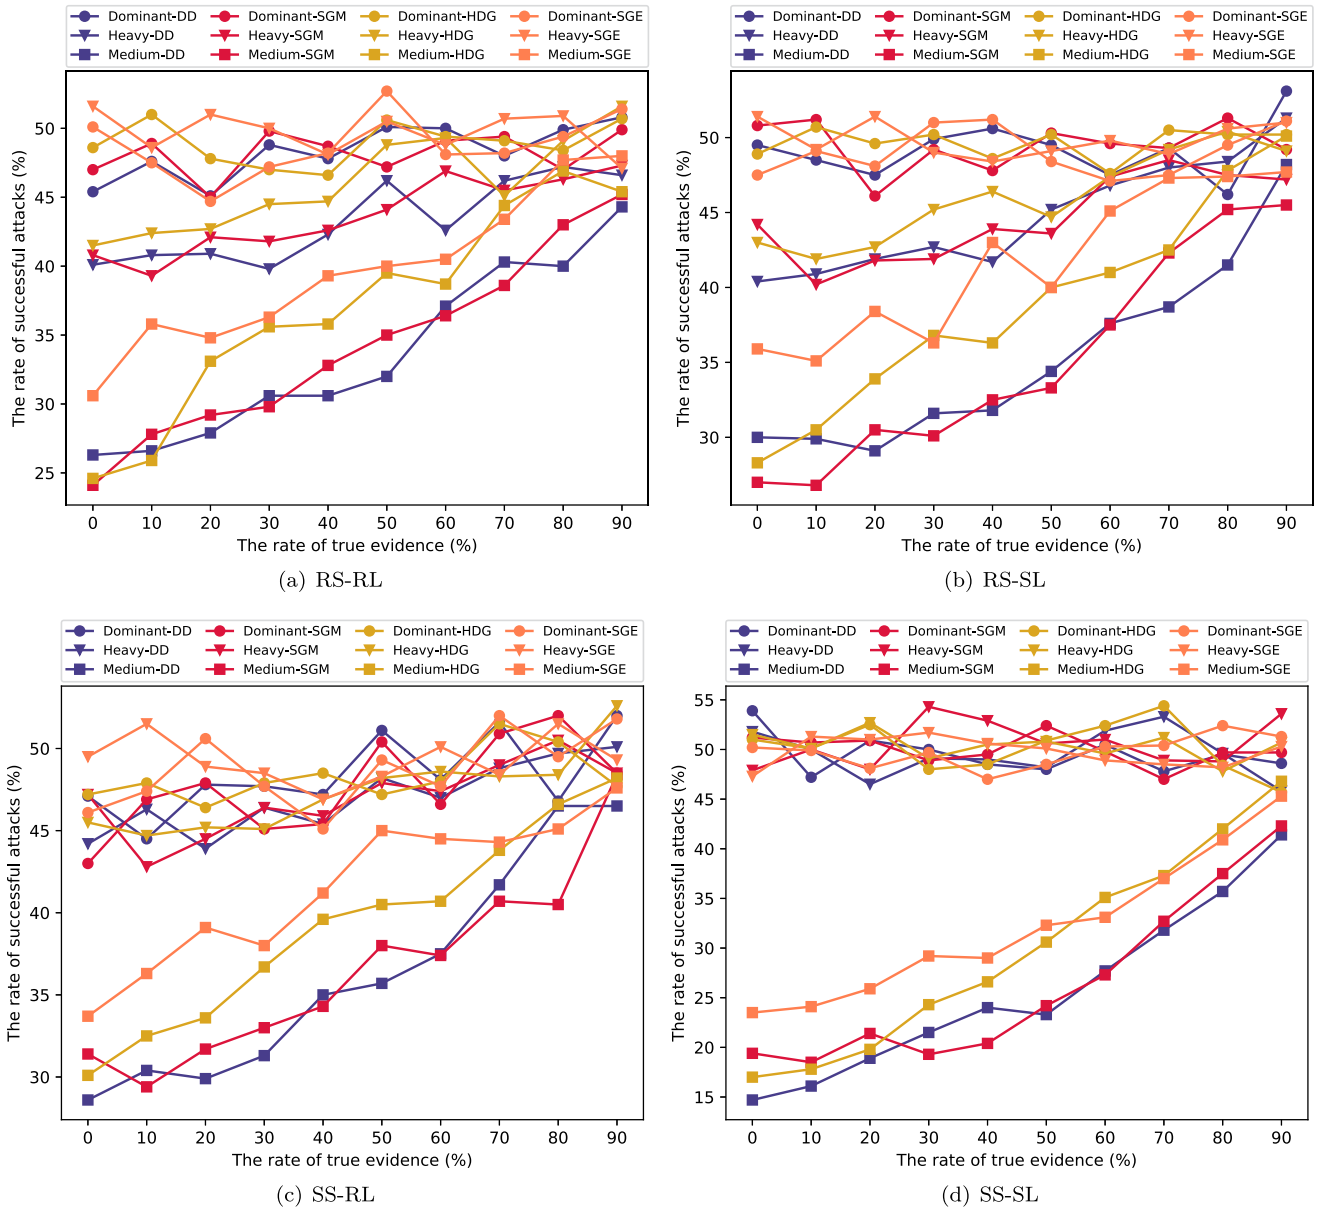 Dominant-DD Dominant-SGM Dominant-HDG Dominant-SGE
Heavy-DD Heavy-SGM Heavy-HDG Heavy-SGE
Medium-DD Medium-SGM Medium-HDG Medium-SGE
The rate of successful attacks (%)
50
45
40
35
30
25
0 10 20 30 40 50 60 70 80 90
The rate of true evidence (%)
(a) RS-RL
Dominant-DD Dominant-SGM Dominant-HDG Dominant-SGE
Heavy-DD Heavy-SGM Heavy-HDG Heavy-SGE
Medium-DD Medium-SGM Medium-HDG Medium-SGE
The rate of successful attacks (%)
50
45
40
35
30
0 10 20 30 40 50 60 70 80 90
The rate of true evidence (%)
(b) RS-SL
Dominant-DD Dominant-SGM Dominant-HDG Dominant-SGE
Heavy-DD Heavy-SGM Heavy-HDG Heavy-SGE
Medium-DD Medium-SGM Medium-HDG Medium-SGE
The rate of successful attacks (%)
50
45
40
35
30
0 10 20 30 40 50 60 70 80 90
The rate of true evidence (%)
(c) SS-RL
Dominant-DD Dominant-SGM Dominant-HDG Dominant-SGE
Heavy-DD Heavy-SGM Heavy-HDG Heavy-SGE
Medium-DD Medium-SGM Medium-HDG Medium-SGE
The rate of successful attacks (%)
55
50
45
40
35
30
25
20
15
0 10 20 30 40 50 60 70 80 90
The rate of true evidence (%)
(d) SS-SL